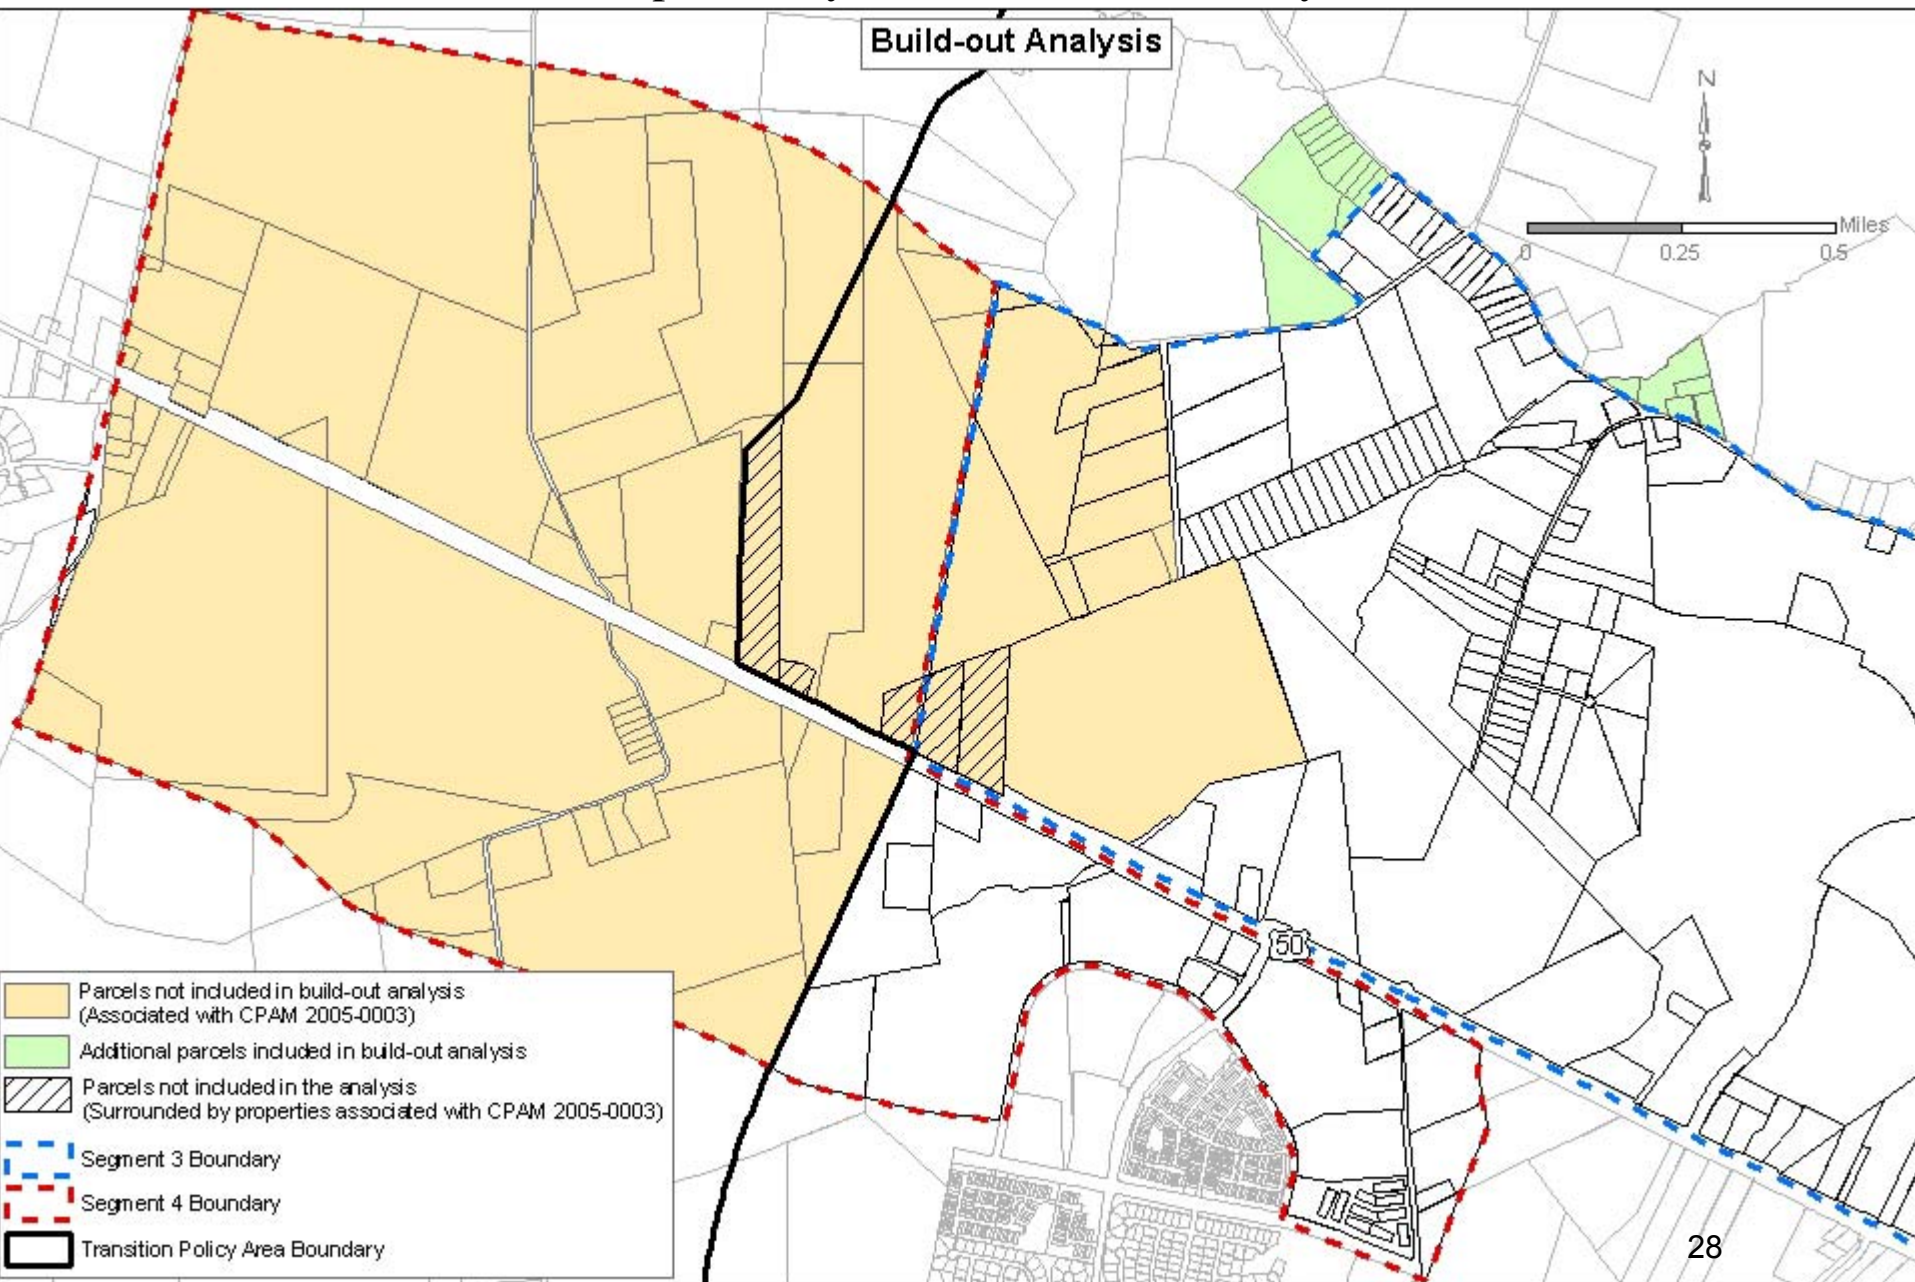 Build-out Analysis
N
Miles
0 0.25 0.5
50
Parcels not included in build-out analysis
(Associated with CPAM 2005-0003)
Additional parcels included in build-out analysis
Parcels not included in the analysis
(Surrounded by properties associated with CPAM 2005-0003)
Segment 3 Boundary
Segment 4 Boundary
Transition Policy Area Boundary
28